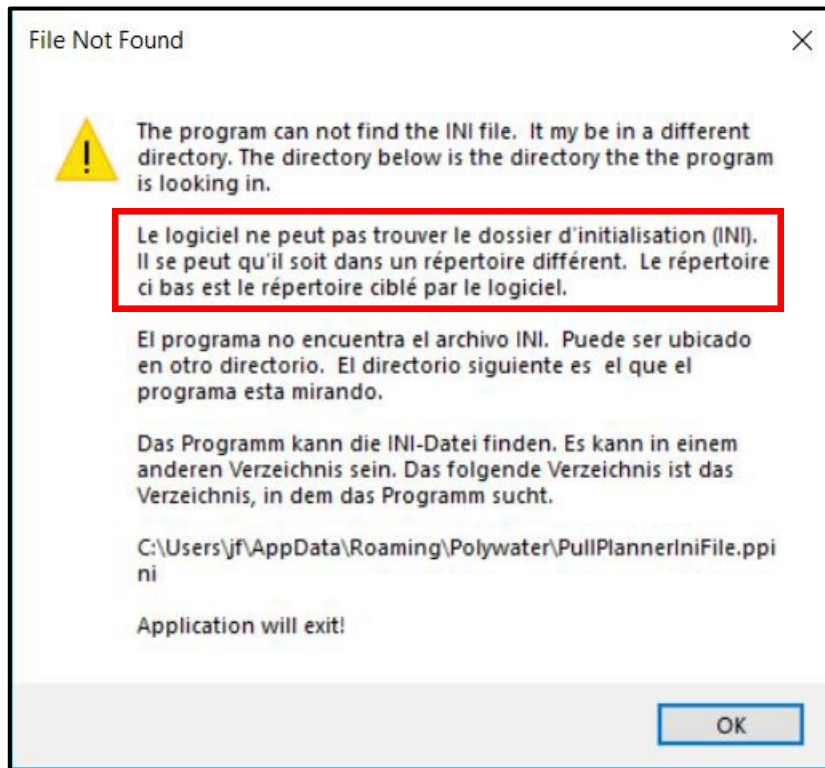 File Not Found
The program can not find the INI file.  It my be in a different
directory. The directory below is the directory the the program
is looking in.
Le logiciel ne peut pas trouver le dossier d'initialisation (INI).
Il se peut qu'il soit dans un répertoire différent.  Le répertoire
ci bas est le répertoire ciblé par le logiciel.
El programa no encuentra el archivo INI.  Puede ser ubicado
en otro directorio.  El directorio siguiente es  el que el
programa esta mirando.
Das Programm kann die INI-Datei finden. Es kann in einem
anderen Verzeichnis sein. Das folgende Verzeichnis ist das
Verzeichnis, in dem das Programm sucht.
C:\Users\jf\AppData\Roaming\Polywater\PullPlannerIniFile.ppi
ni
Application will exit!
OK